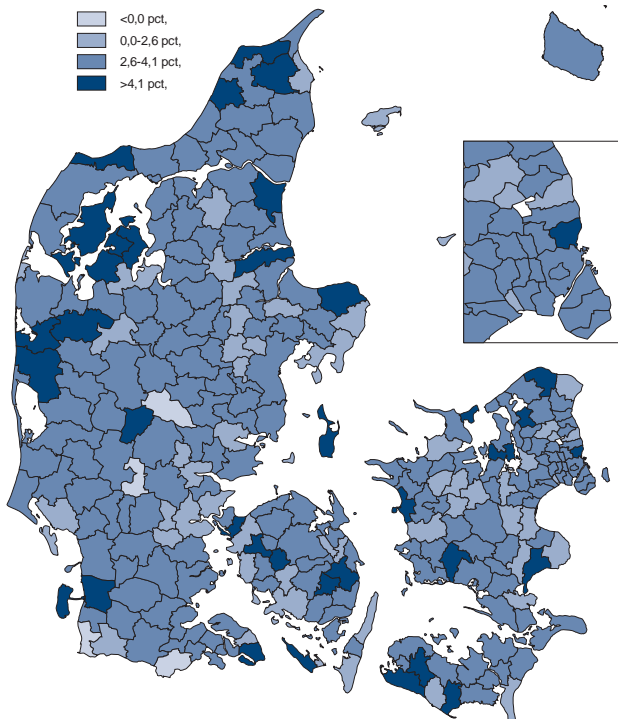 <0,0 pct,
0,0-2,6 pct,
2,6-4,1 pct,
>4,1 pct,